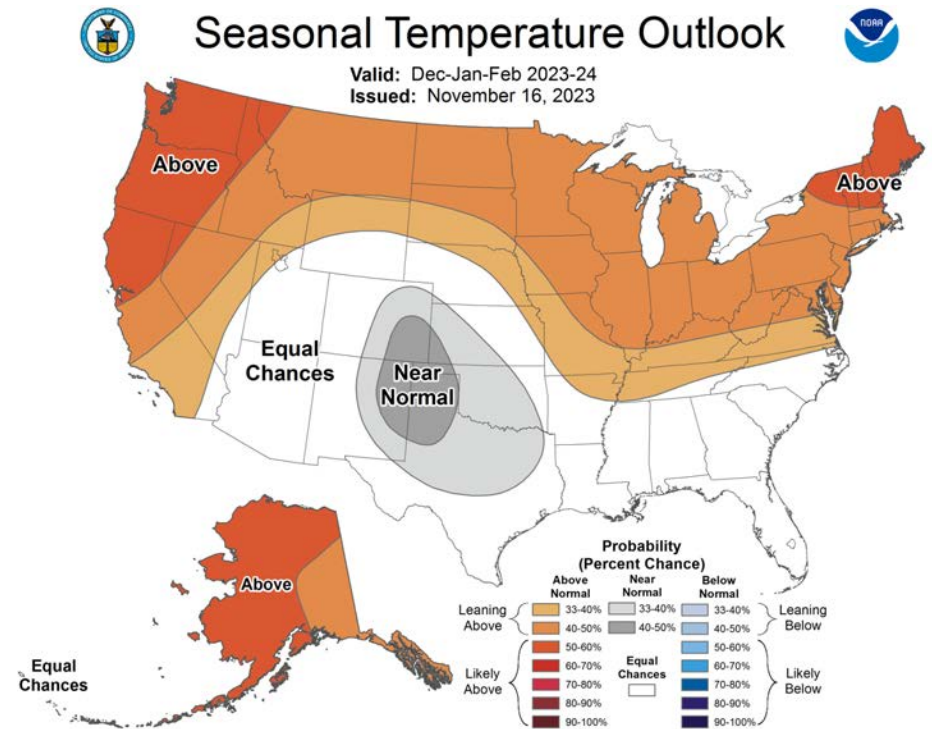 Seasonal Temperature Outlook
NOAA
Valid: Dec-Jan-Feb 2023-24
Issued: November 16, 2023
Above
Above
Equal
Chances
Near
Normal
Above
Equal
Chances
Probability
(Percent Chance)
Above
Normal
Near
Normal
Below
Normal
Leaning
Above
33-40%
40-50%
33-40%
40-50%
33-40%
40-50%
Leaning
Below
Likely
Above
50-60%
60-70%
70-80%
80-90%
90-100%
Equal
Chances
50-60%
60-70%
70-80%
80-90%
90-100%
Likely
Below